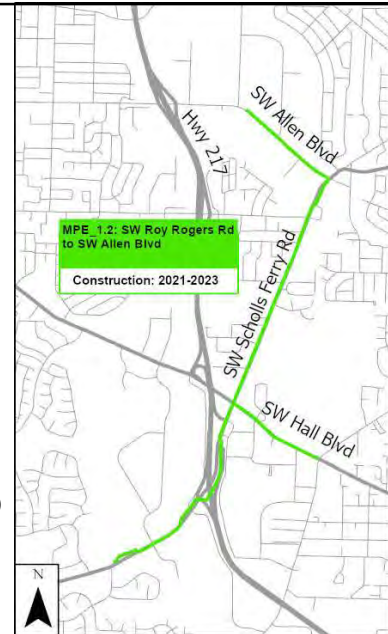 SW Allen Blvd
Hwy 217
MPE_1.2: SW Roy Rogers Rd
to SW Allen Blvd
Construction: 2021-2023
SW Scholls Ferry Rd
SW Hall Blvd
)
N